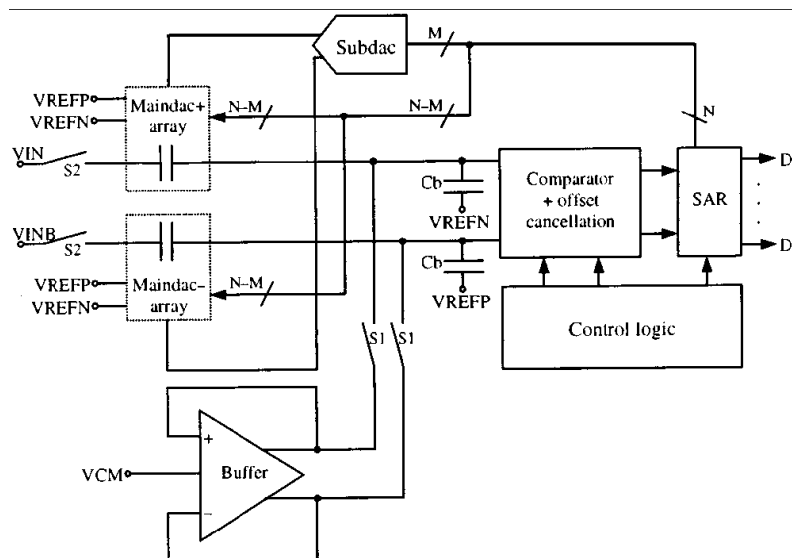 Subdac
M
N
VREFP
VREFN
Maindac+
array
N–M
N–M
VIN
S2
Cb
VREFN
Comparator
+ offset
cancellation
SAR
D
D
VINB
S2
Cb
VREFP
VREFP
VREFN
Maindac–
array
N–M
Control logic
S1
S1
+
Buffer
VCM
–